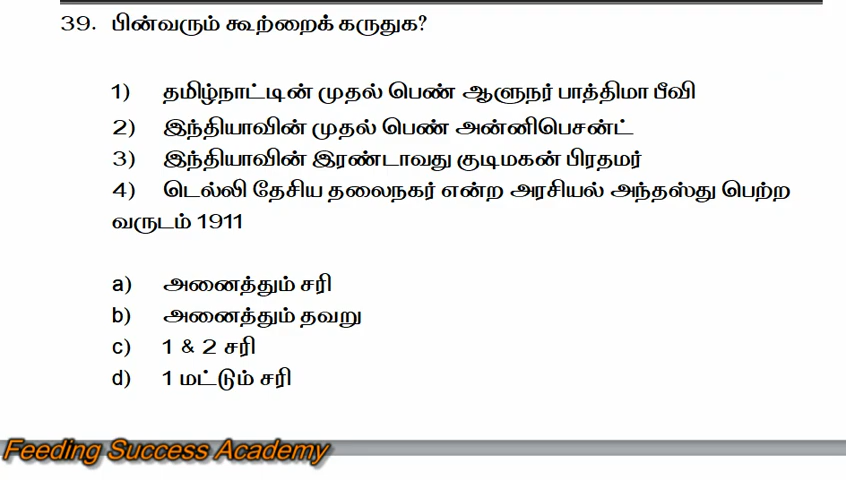 39. பின்வரும் கூற்றைக் கருதுக?
1) தமிழ்நாட்டின் முதல் பெண் ஆளுநர் பாத்திமா பீவி
2) இந்தியாவின் முதல் பெண் அன்னிபெசன்ட்
3) இந்தியாவின் இரண்டாவது குடிமகன் பிரதமர்
4) டெல்லி தேசிய தலைநகர் என்ற அரசியல் அந்தஸ்து பெற்ற
வருடம் 1911
a) அனைத்தும் சரி
b) அனைத்தும் தவறு
c) 1 & 2 சரி
d) 1 மட்டும் சரி
Feeding Success Academy